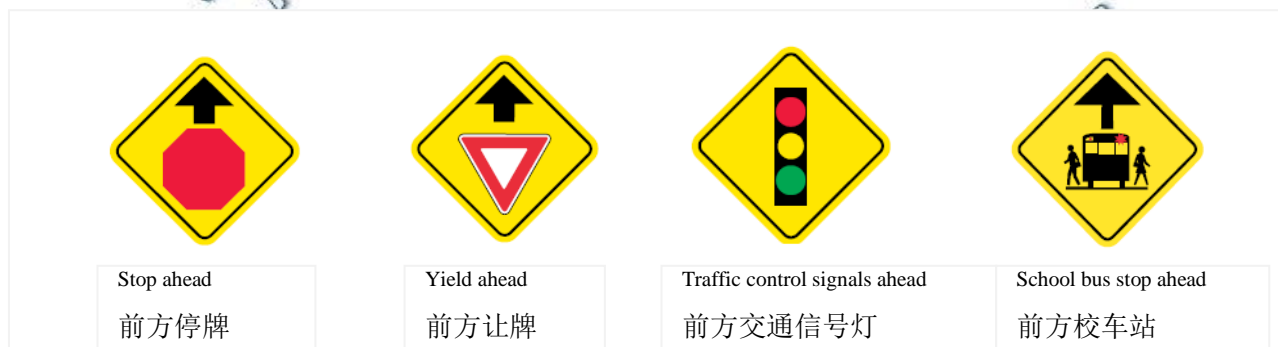 Stop ahead
前方停牌
Yield ahead
前方让牌
Traffic control signals ahead
前方交通信号灯
School bus stop ahead
前方校车站